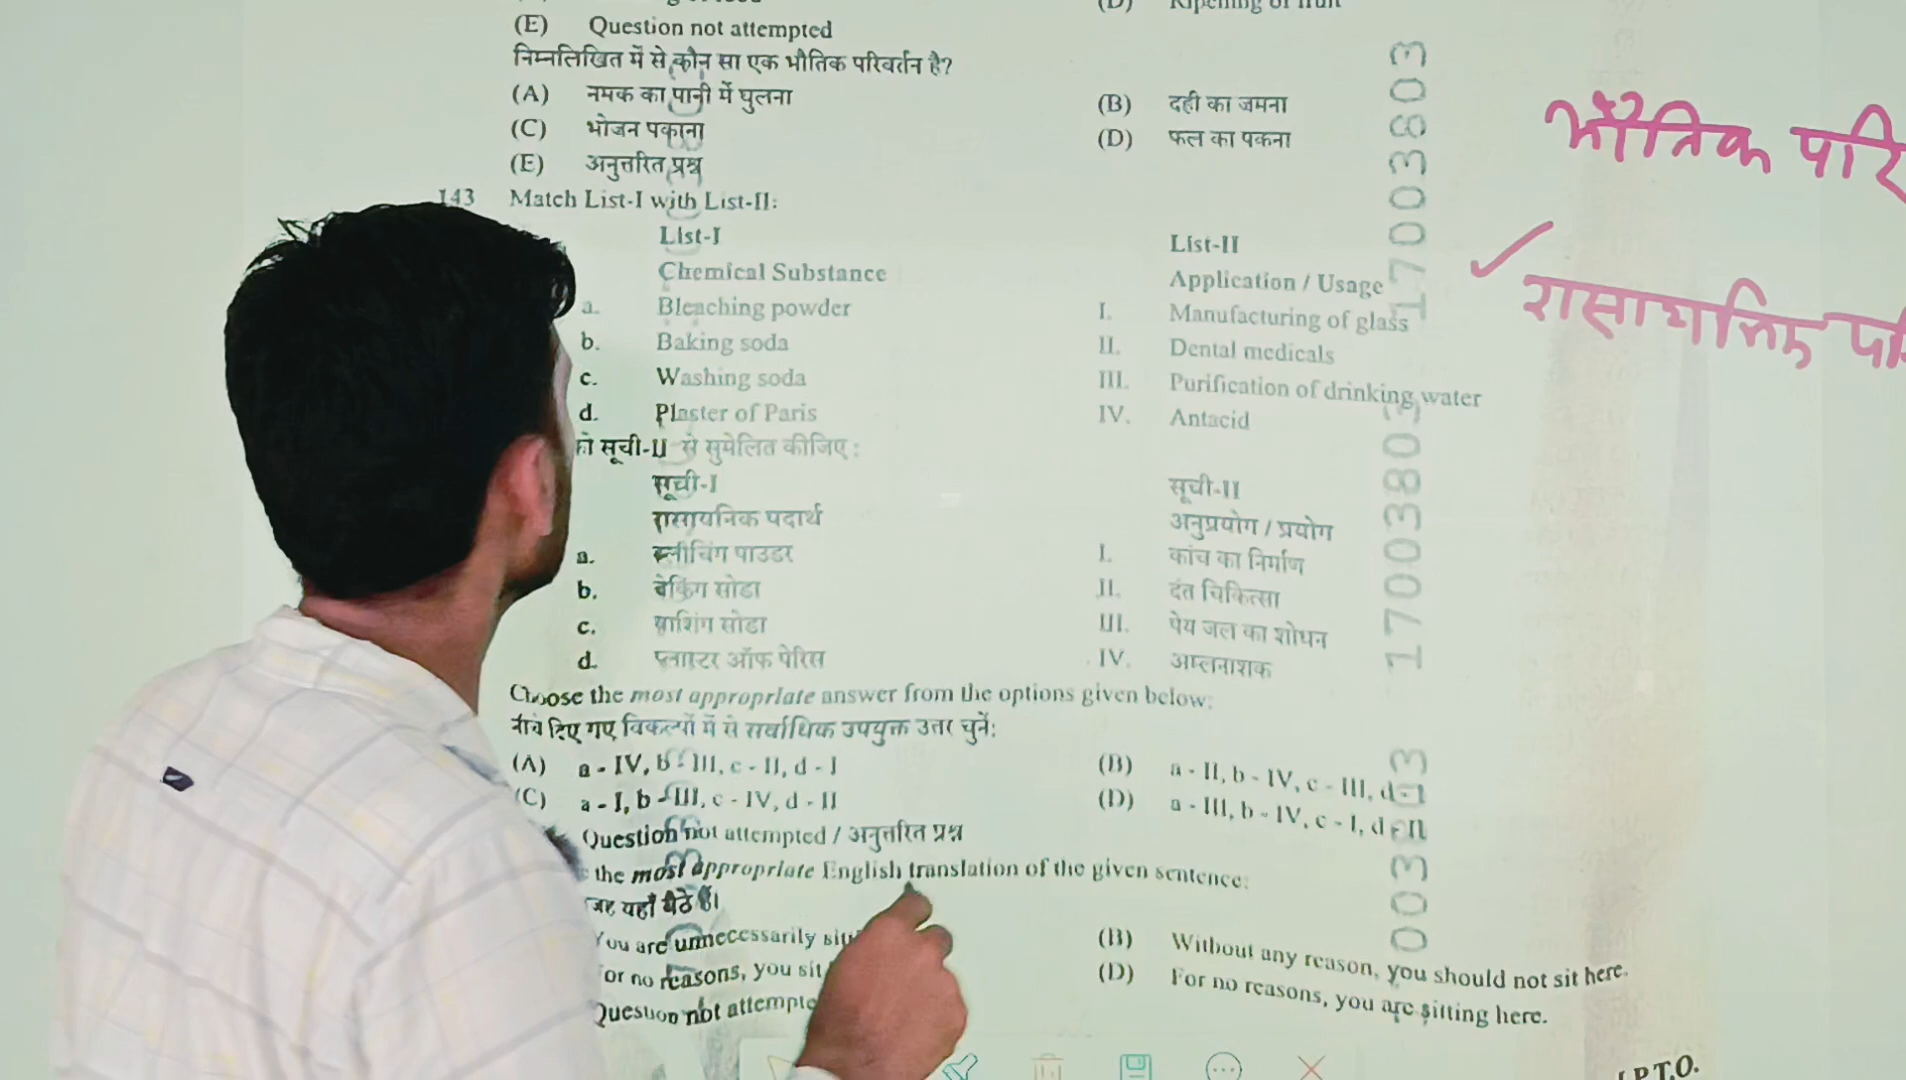 (D) Ripening of fruit
(E) Question not attempted
निम्नलिखित में से कौन सा एक भौतिक परिवर्तन है?
(A) नमक का पानी में घुलना (B) दही का जमना
(C) भोजन पकाना (D) फल का पकना
(E) अनुत्तरित प्रश्न
भौतिक परि
143 Match List-I with List-II:
List-I List-II
Chemical Substance Application / Usage
a. Bleaching powder I. Manufacturing of glass
b. Baking soda II. Dental medicals
c. Washing soda III. Purification of drinking water
d. Plaster of Paris IV. Antacid
को सूची-II से सुमेलित कीजिए :
सूची-I सूची-II
रासायनिक पदार्थ अनुप्रयोग / प्रयोग
a. ब्लीचिंग पाउडर I. कांच का निर्माण
b. बेकिंग सोडा II. दंत चिकित्सा
c. वाशिंग सोडा III. पेय जल का शोधन
d. प्लास्टर ऑफ पेरिस IV. अम्लनाशक
Choose the most appropriate answer from the options given below:
नीचे दिए गए विकल्पों में से सर्वाधिक उपयुक्त उत्तर चुनें:
(A) a - IV, b - III, c - II, d - I (B) a - II, b - IV, c - III, d - I
(C) a - I, b - III, c - IV, d - II (D) a - III, b - IV, c - I, d - II
Question not attempted / अनुत्तरित प्रश्न
the most appropriate English translation of the given sentence:
यहाँ बैठे हैं।
You are unnecessarily (B) Without any reason, you should not sit here.
or no reasons, you sit (D) For no reasons, you are sitting here.
Question not
P.T.O.
17003803
17003803